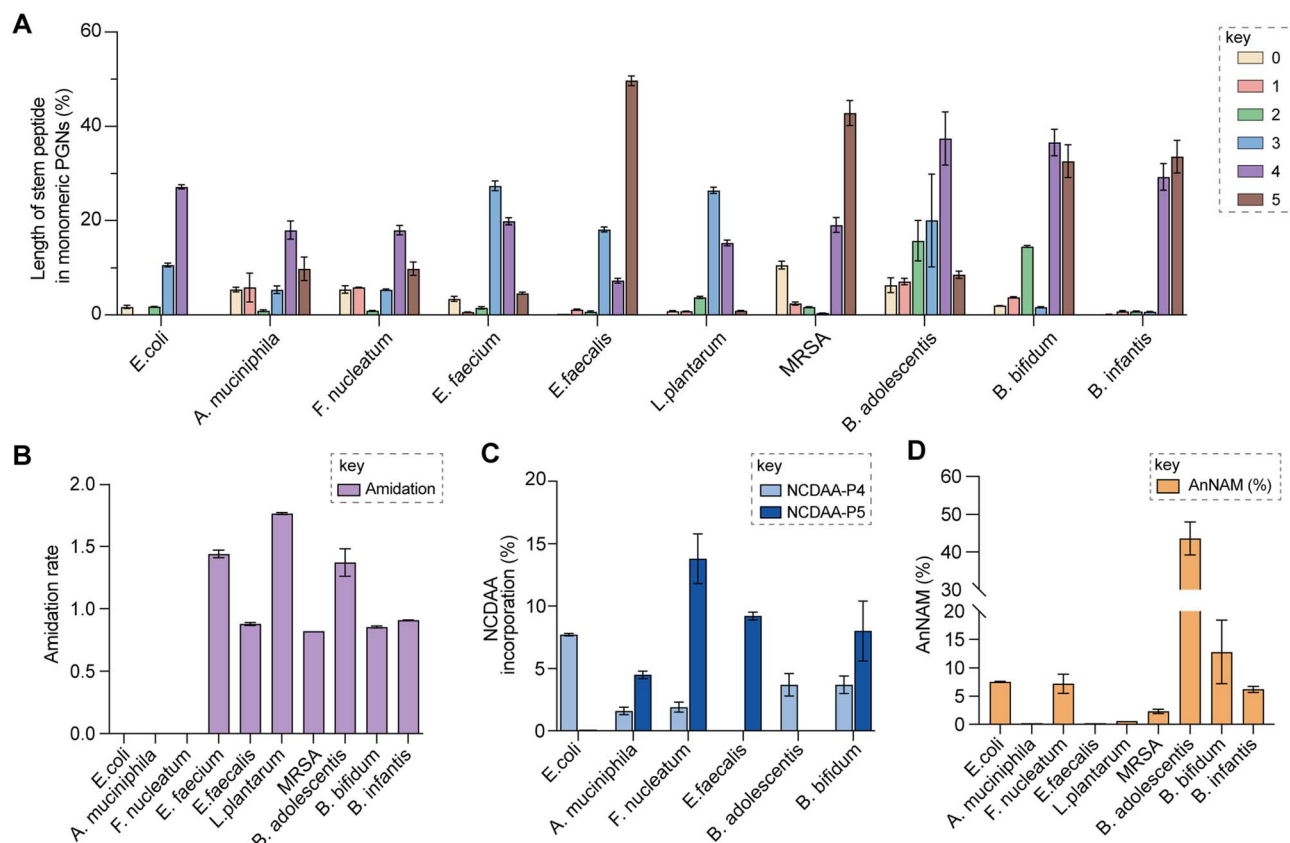 A
Length of stem peptide
in monomeric PGNs (%)
60
40
20
0
key
0
1
2
3
4
5
E.coli
A. muciniphila
F. nucleatum
E. faecium
E.faecalis
L.plantarum
MRSA
B. adolescentis
B. bifidum
B. infantis
B
key
Amidation
Amidation rate
2.0
1.5
1.0
0.5
0.0
E.coli
A. muciniphila
F. nucleatum
E. faecium
E.faecalis
L.plantarum
MRSA
B. adolescentis
B. bifidum
B. infantis
C
key
NCDAA-P4
NCDAA-P5
NCDAA
incorporation (%)
20
15
10
5
0
E.coli
A. muciniphila
F. nucleatum
E.faecalis
B. adolescentis
B. bifidum
D
key
AnNAM (%)
AnNAM (%)
60
50
40
30
20
15
10
5
0
E.coli
A. muciniphila
F. nucleatum
E.faecalis
L.plantarum
MRSA
B. adolescentis
B. bifidum
B. infantis